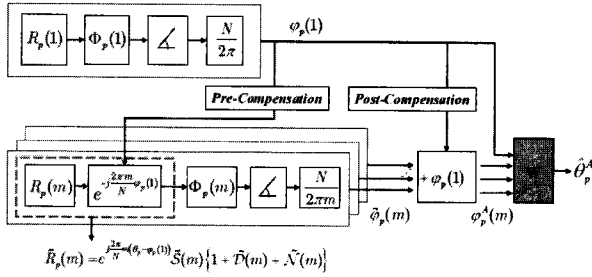 R_p(1) Φ_p(1) ∡ N/2π φ_p(1)
Pre-Compensation Post-Compensation
R_p(m) e^{-j(2πm/N)φ_p(1)} Φ_p(m) ∡ N/2πm + φ_p(1) θ̂_p^A
φ̃_p(m) φ_p^A(m)
R̃_p(m) = e^{j(2π/N)m(θ_p-φ_p(1))} S̃(m){1 + D̃(m) + Ñ(m)}